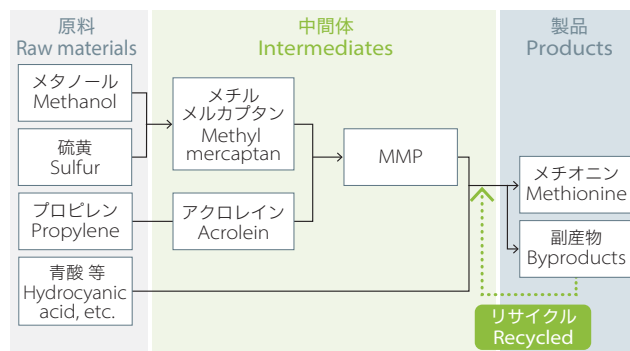 原料
Raw materials
中間体
Intermediates
製品
Products
メタノール
Methanol
硫黄
Sulfur
プロピレン
Propylene
青酸 等
Hydrocyanic
acid, etc.
メチル
メルカプタン
Methyl
mercaptan
アクロレイン
Acrolein
MMP
メチオニン
Methionine
副産物
Byproducts
リサイクル
Recycled